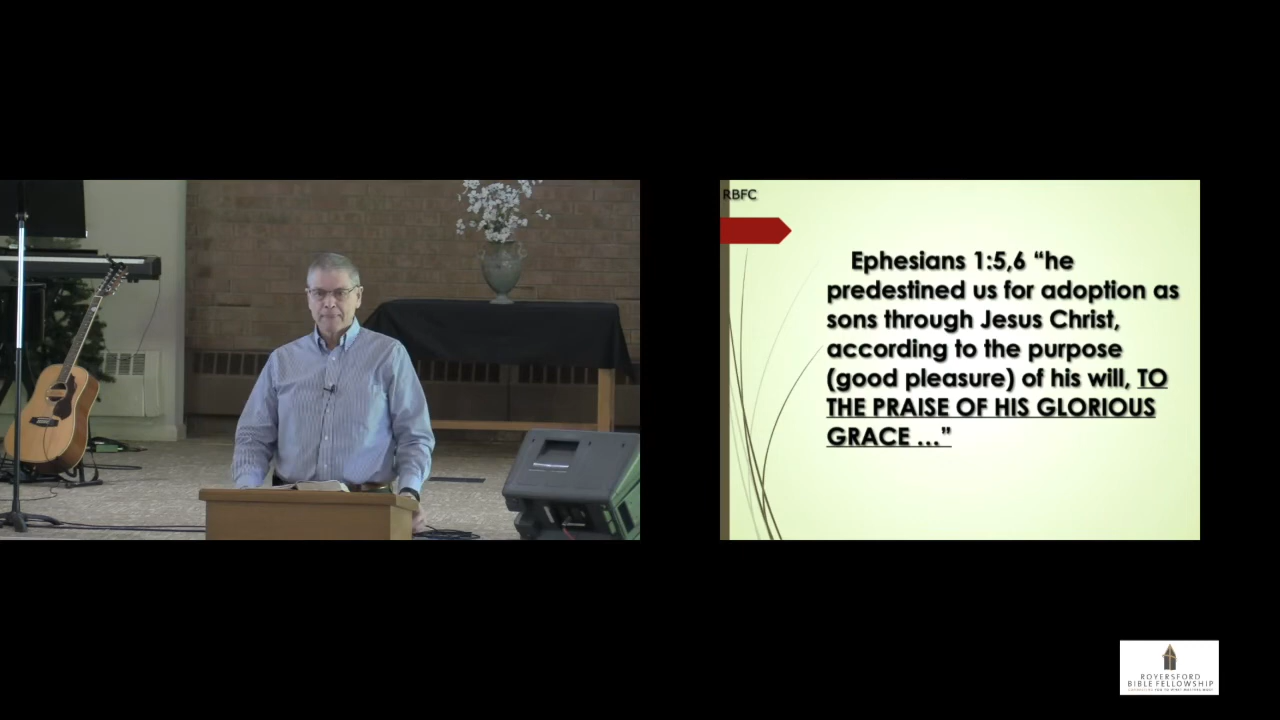 RBFC
Ephesians 1:5,6 “he
predestined us for adoption as
sons through Jesus Christ,
according to the purpose
(good pleasure) of his will, TO
THE PRAISE OF HIS GLORIOUS
GRACE ...”
ROYERSFORD
BIBLE FELLOWSHIP